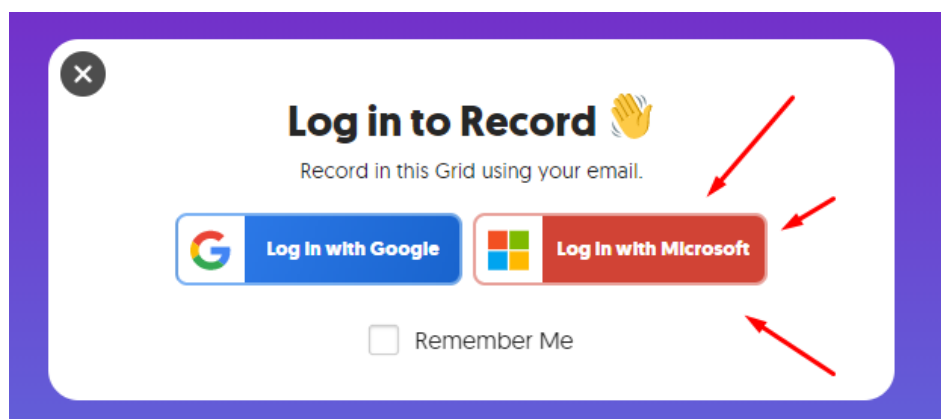 Log in to Record 👋
Record in this Grid using your email.
Log in with Google
Log in with Microsoft
Remember Me